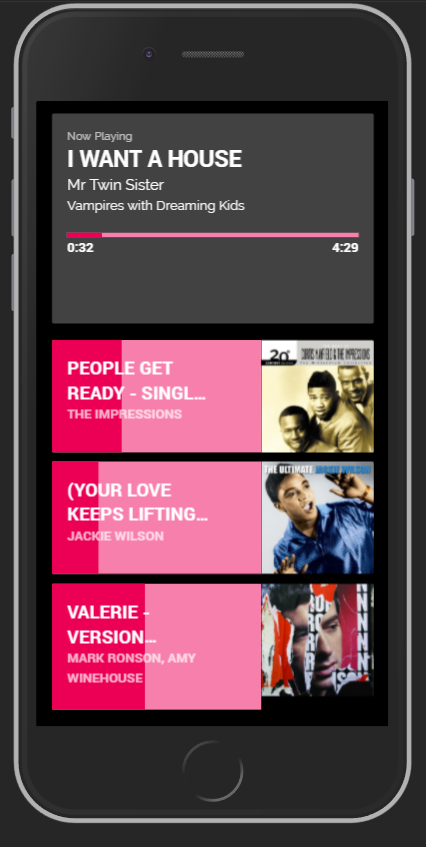 Now Playing
I WANT A HOUSE
Mr Twin Sister
Vampires with Dreaming Kids
0:32 4:29
PEOPLE GET
READY - SINGL...
THE IMPRESSIONS
20th
CURTIS MAYFIELD & THE IMPRESSIONS
(YOUR LOVE
KEEPS LIFTING...
JACKIE WILSON
THE ULTIMATE JACKIE WILSON
VALERIE -
VERSION...
MARK RONSON, AMY
WINEHOUSE